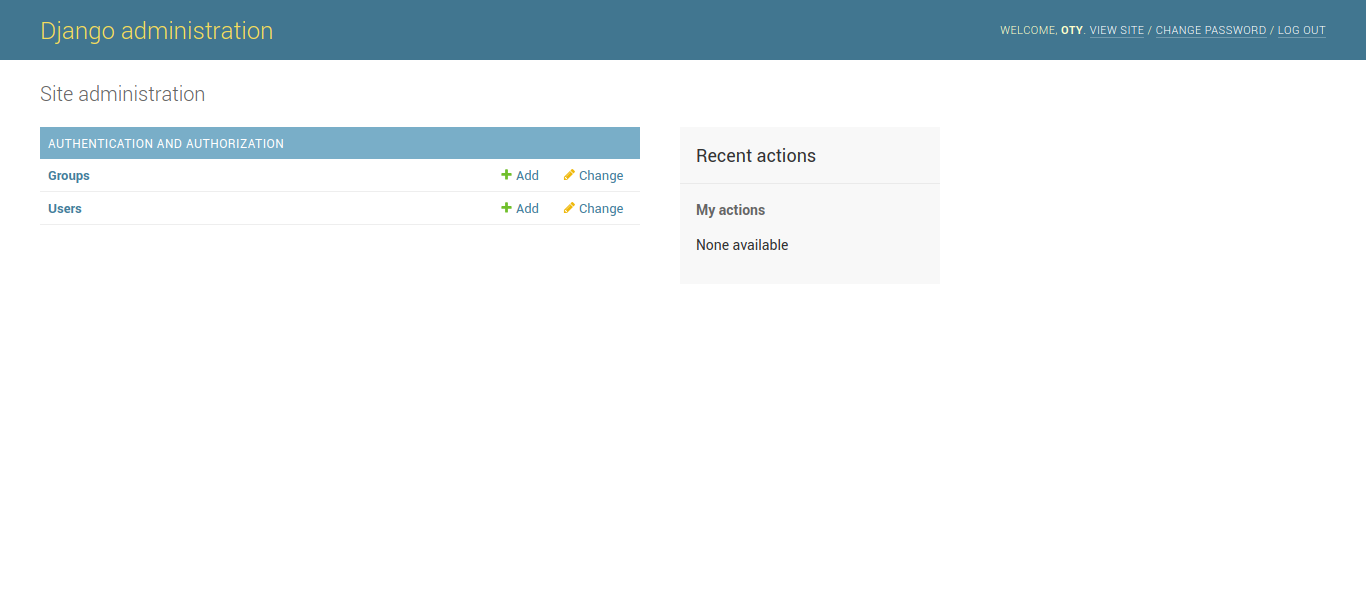 Django administration
WELCOME, OTY. VIEW SITE / CHANGE PASSWORD / LOG OUT
Site administration
AUTHENTICATION AND AUTHORIZATION
Groups Add Change
Users Add Change
Recent actions
My actions
None available